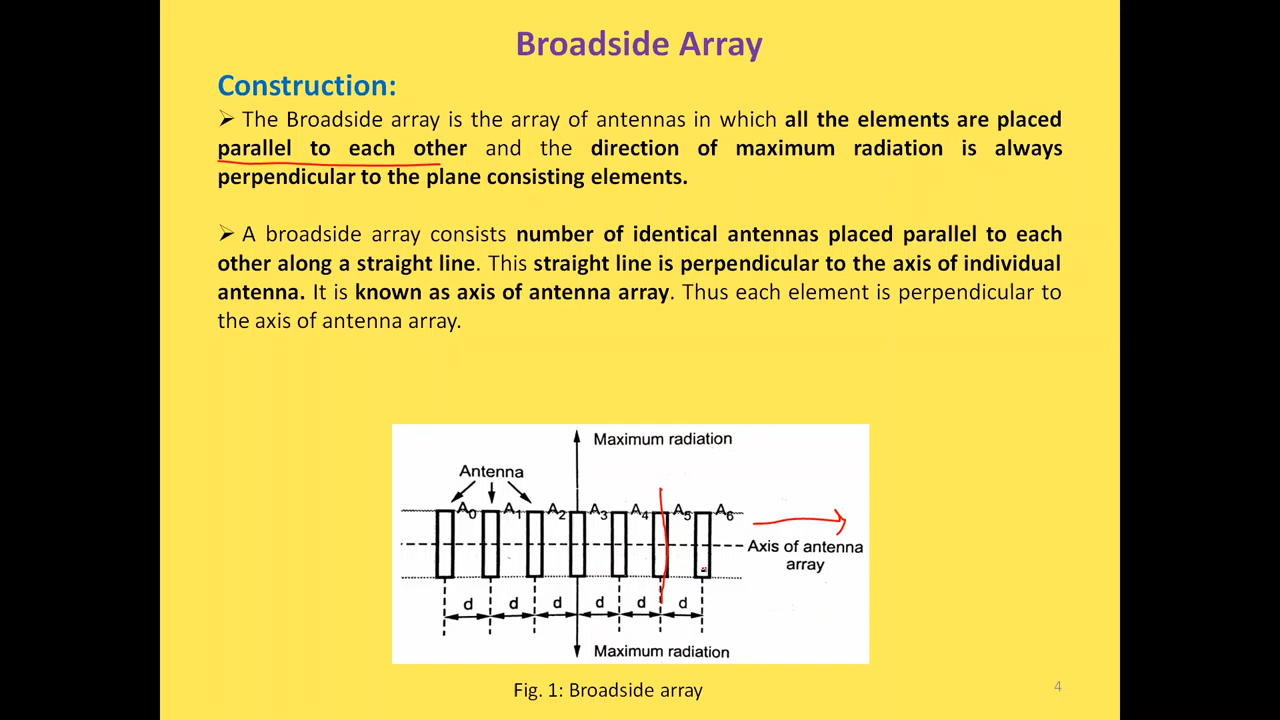 Broadside Array
Construction:
➢ The Broadside array is the array of antennas in which all the elements are placed
parallel to each other and the direction of maximum radiation is always
perpendicular to the plane consisting elements.
➢ A broadside array consists number of identical antennas placed parallel to each
other along a straight line. This straight line is perpendicular to the axis of individual
antenna. It is known as axis of antenna array. Thus each element is perpendicular to
the axis of antenna array.
Maximum radiation
Antenna
A0 A1 A2 A3 A4 A5 A6
Axis of antenna
array
d d d d d d
Maximum radiation
Fig. 1: Broadside array
4